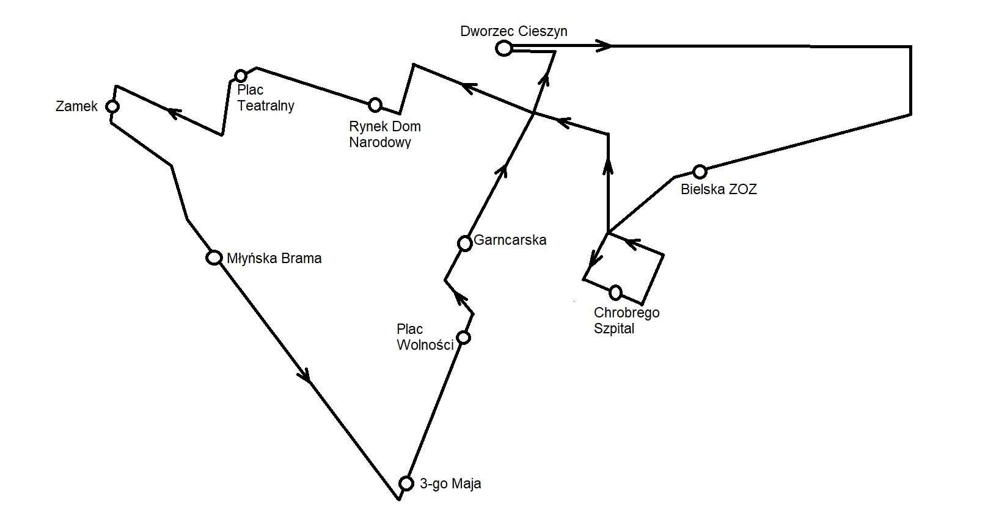 Dworzec Cieszyn
Plac
Teatralny
Zamek
Rynek Dom
Narodowy
Bielska ZOZ
Garncarska
Młyńska Brama
Chrobrego
Szpital
Plac
Wolności
3-go Maja